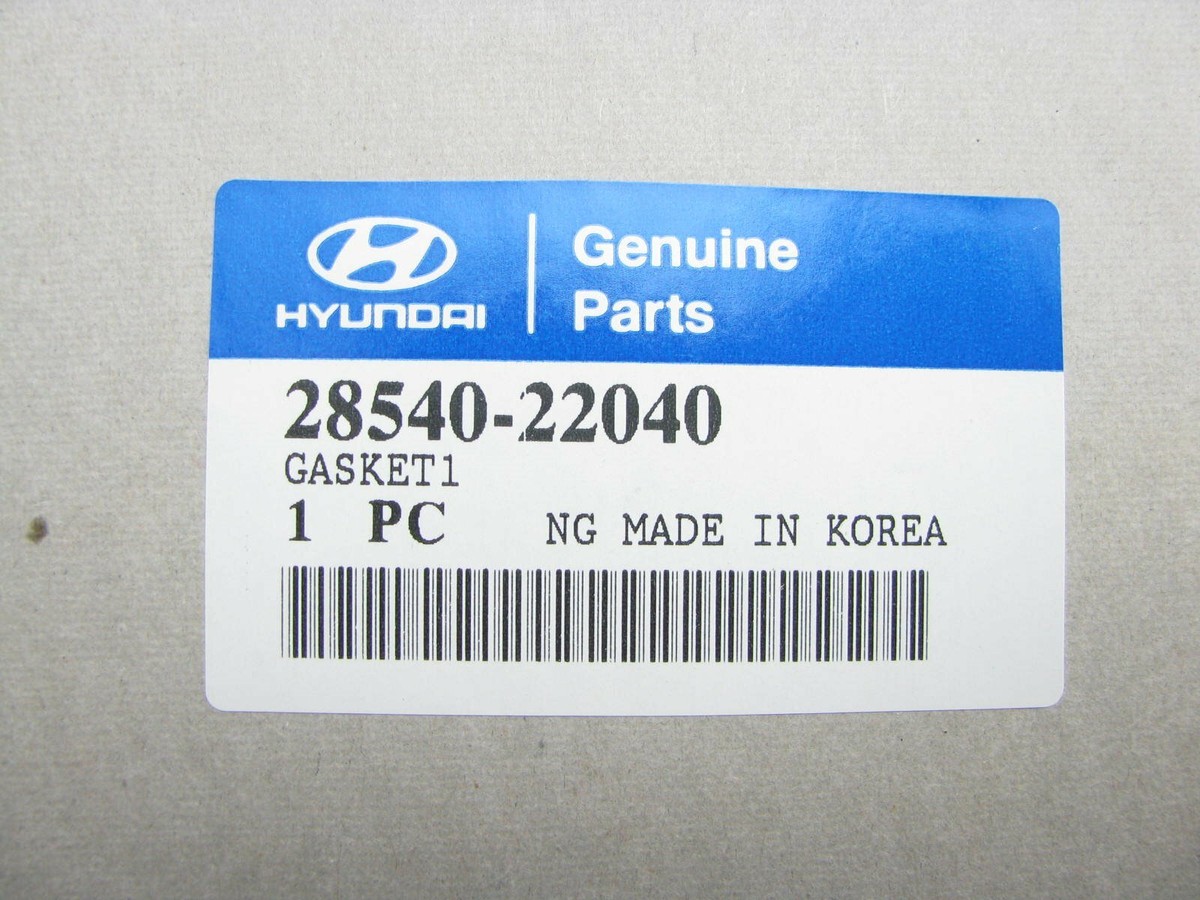 HYUNDAI
Genuine
Parts
28540-22040
GASKET1
1 PC NG MADE IN KOREA